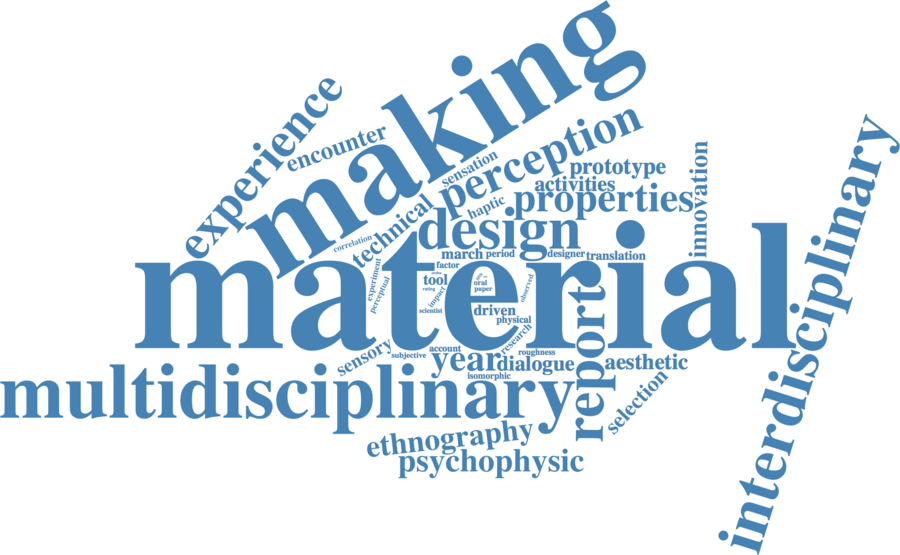 making
experience
encounter
sensation
perception
prototype
activities
haptic
properties
innovation
technical
correlation
design
march
period
designer
translation
factor
material
experiment
perceptual
tool
rating
impact
scientist
oral
paper
observed
driven
physical
research
report
interdisciplinary
sensory
subjective
account
year
roughness
dialogue
isomorphic
aesthetic
selection
multidisciplinary
ethnography
psychophysic